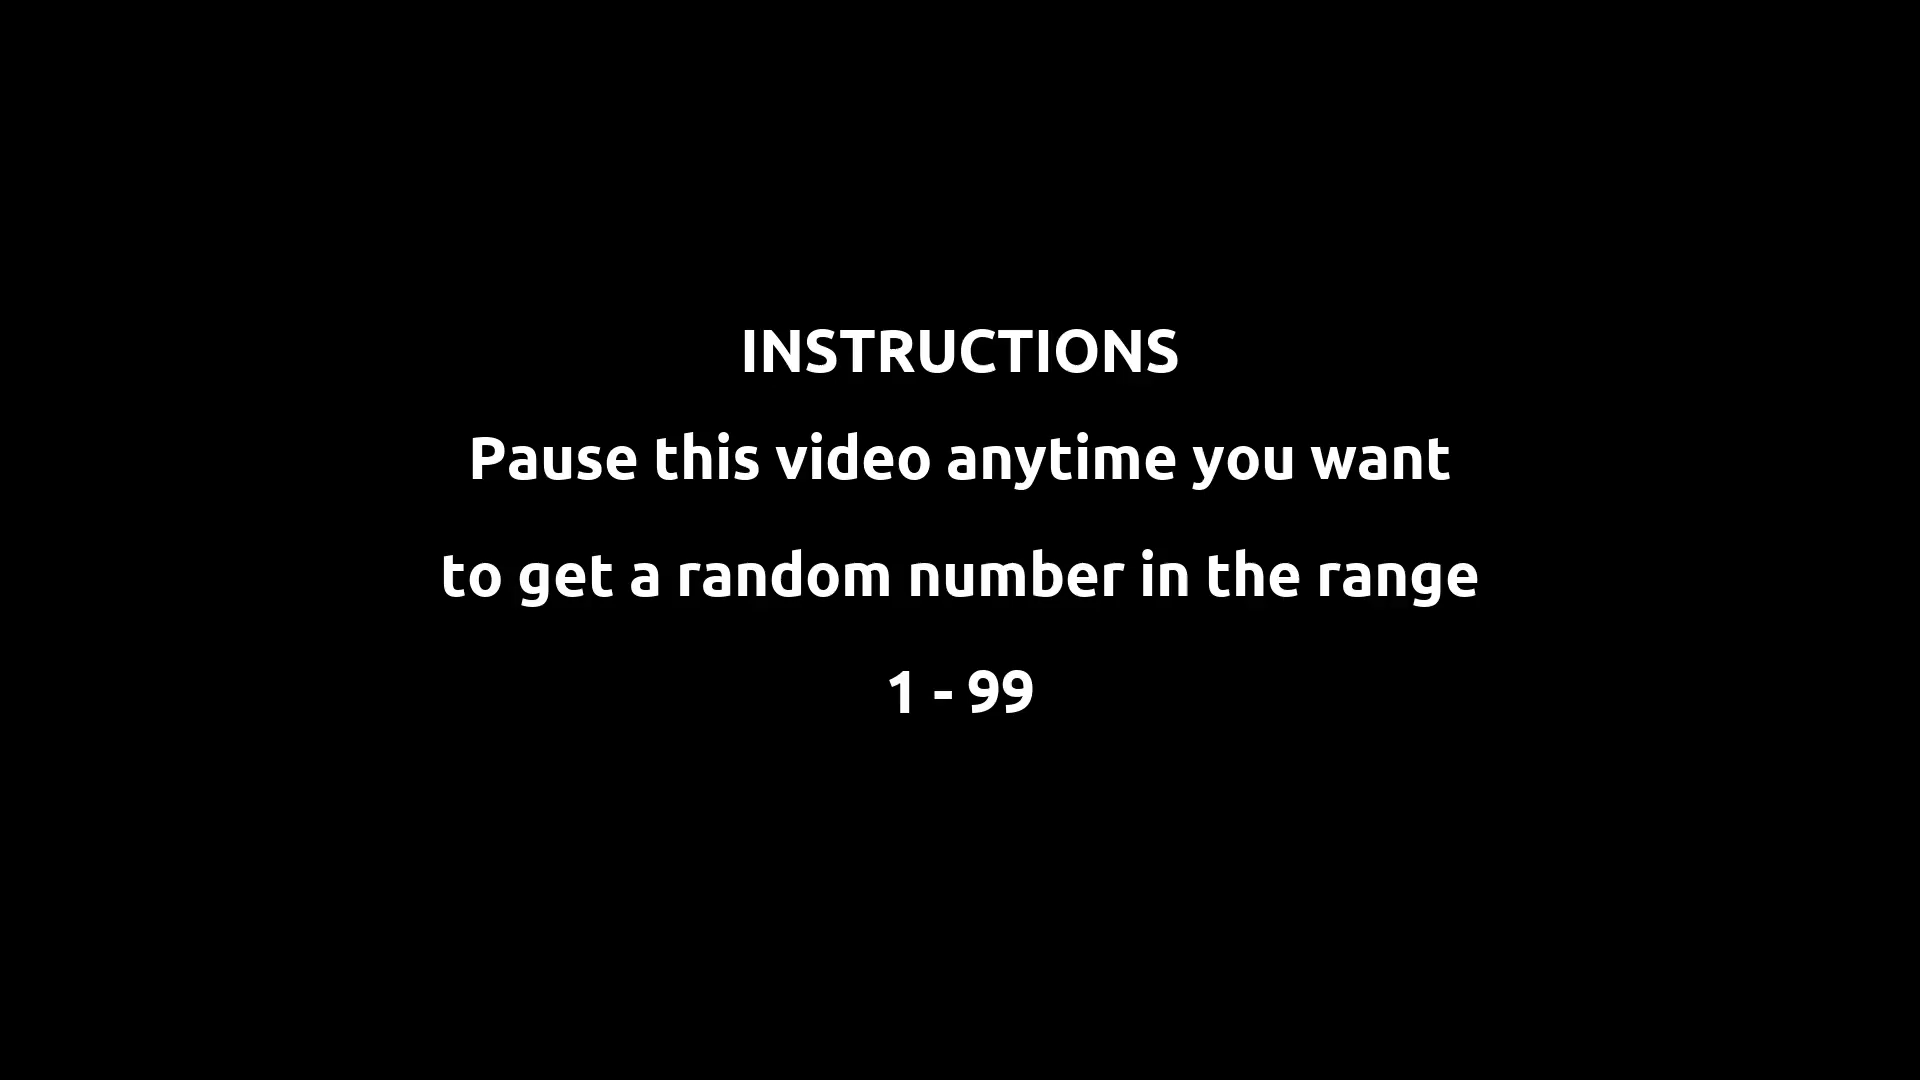 INSTRUCTIONS
Pause this video anytime you want
to get a random number in the range
1 - 99